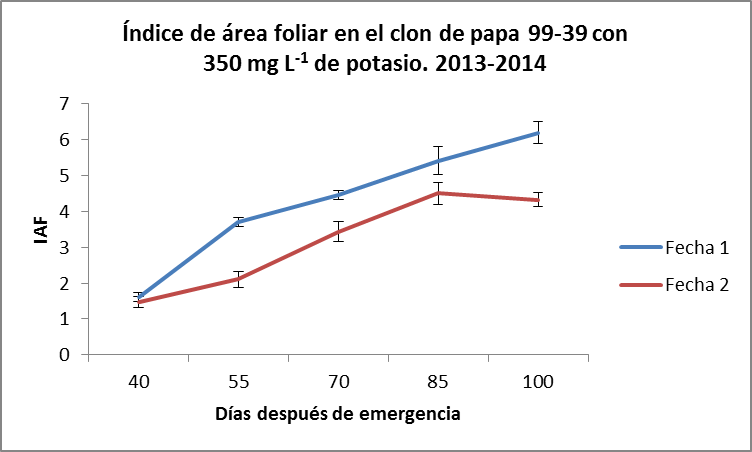 Índice de área foliar en el clon de papa 99-39 con
350 mg L-1 de potasio. 2013-2014
7
6
5
4
3
2
1
0
IAF
40 55 70 85 100
Días después de emergencia
Fecha 1
Fecha 2